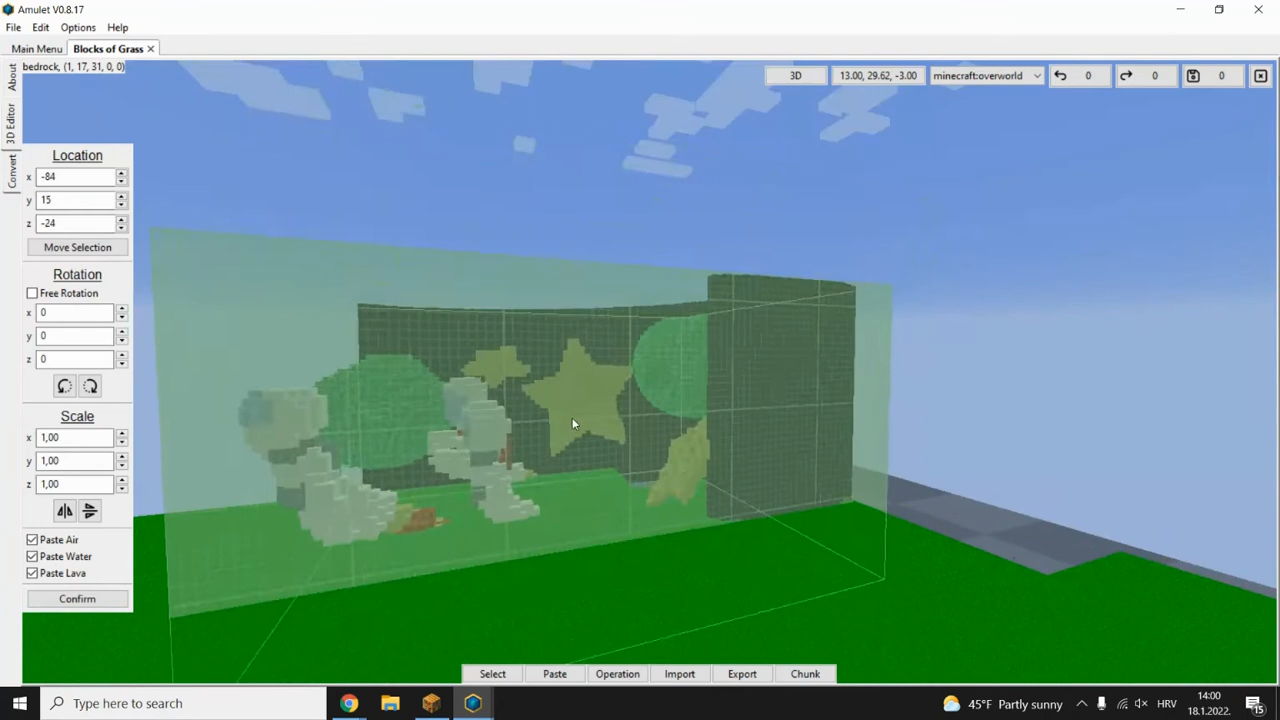 Amulet V0.8.17
File Edit Options Help
Main Menu Blocks of Grass
bedrock, (1, 17, 31, 0, 0)
3D 13.00, 29.62, -3.00 minecraft:overworld 0 0 0
About
3D Editor
Convert
Location
x -84
y 15
z -24
Move Selection
Rotation
Free Rotation
x 0
y 0
z 0
Scale
x 1,00
y 1,00
z 1,00
Paste Air
Paste Water
Paste Lava
Confirm
Select Paste Operation Import Export Chunk
Type here to search
45°F Partly sunny
HRV
14:00
18.1.2022.
15